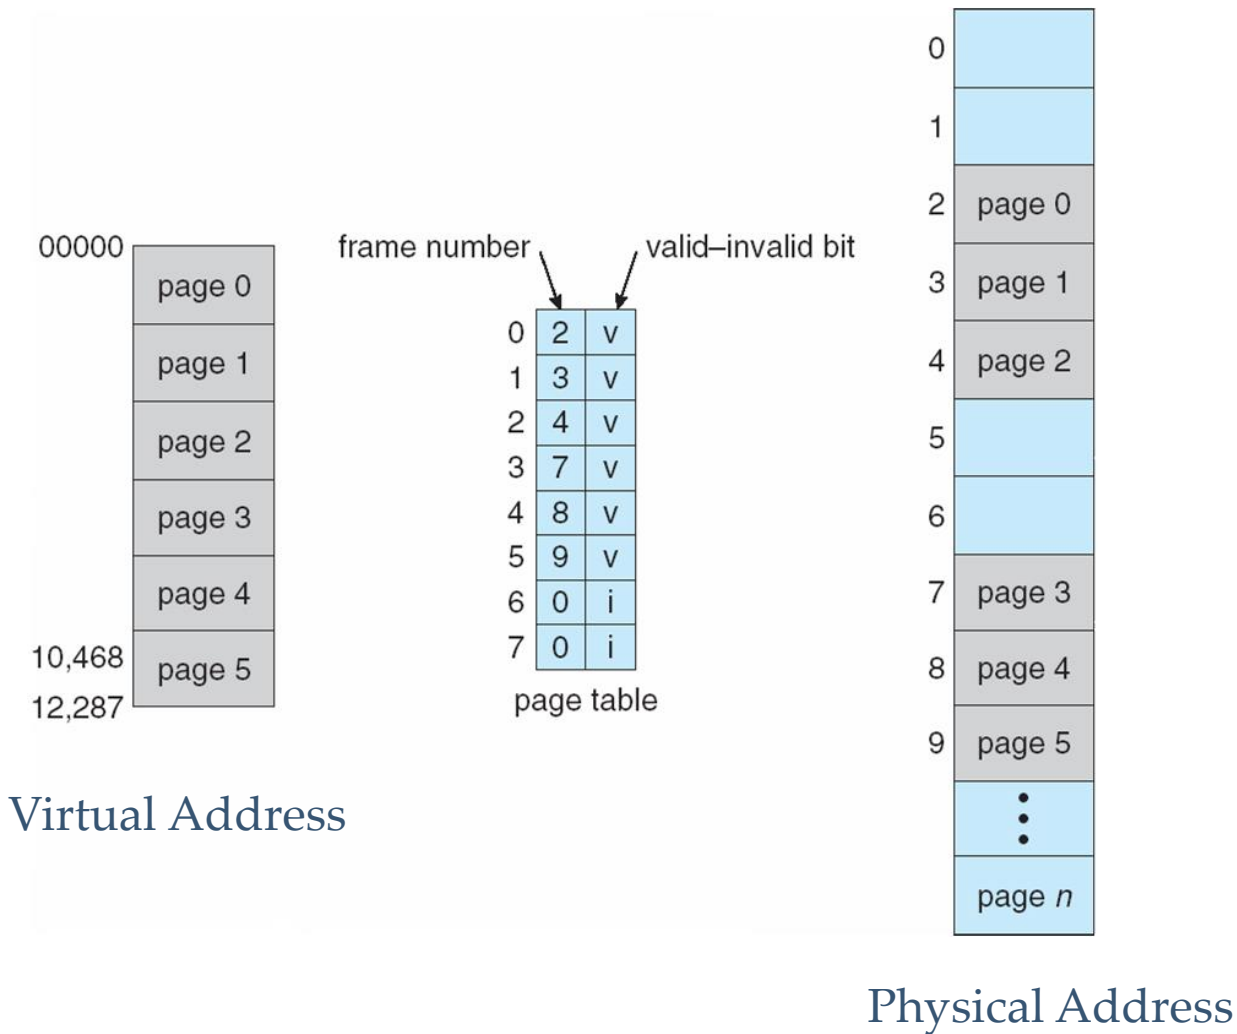 00000
page 0
page 1
page 2
page 3
page 4
10,468
page 5
12,287
Virtual Address
frame number
valid–invalid bit
0 2 v
1 3 v
2 4 v
3 7 v
4 8 v
5 9 v
6 0 i
7 0 i
page table
0
1
2 page 0
3 page 1
4 page 2
5
6
7 page 3
8 page 4
9 page 5
page n
Physical Address